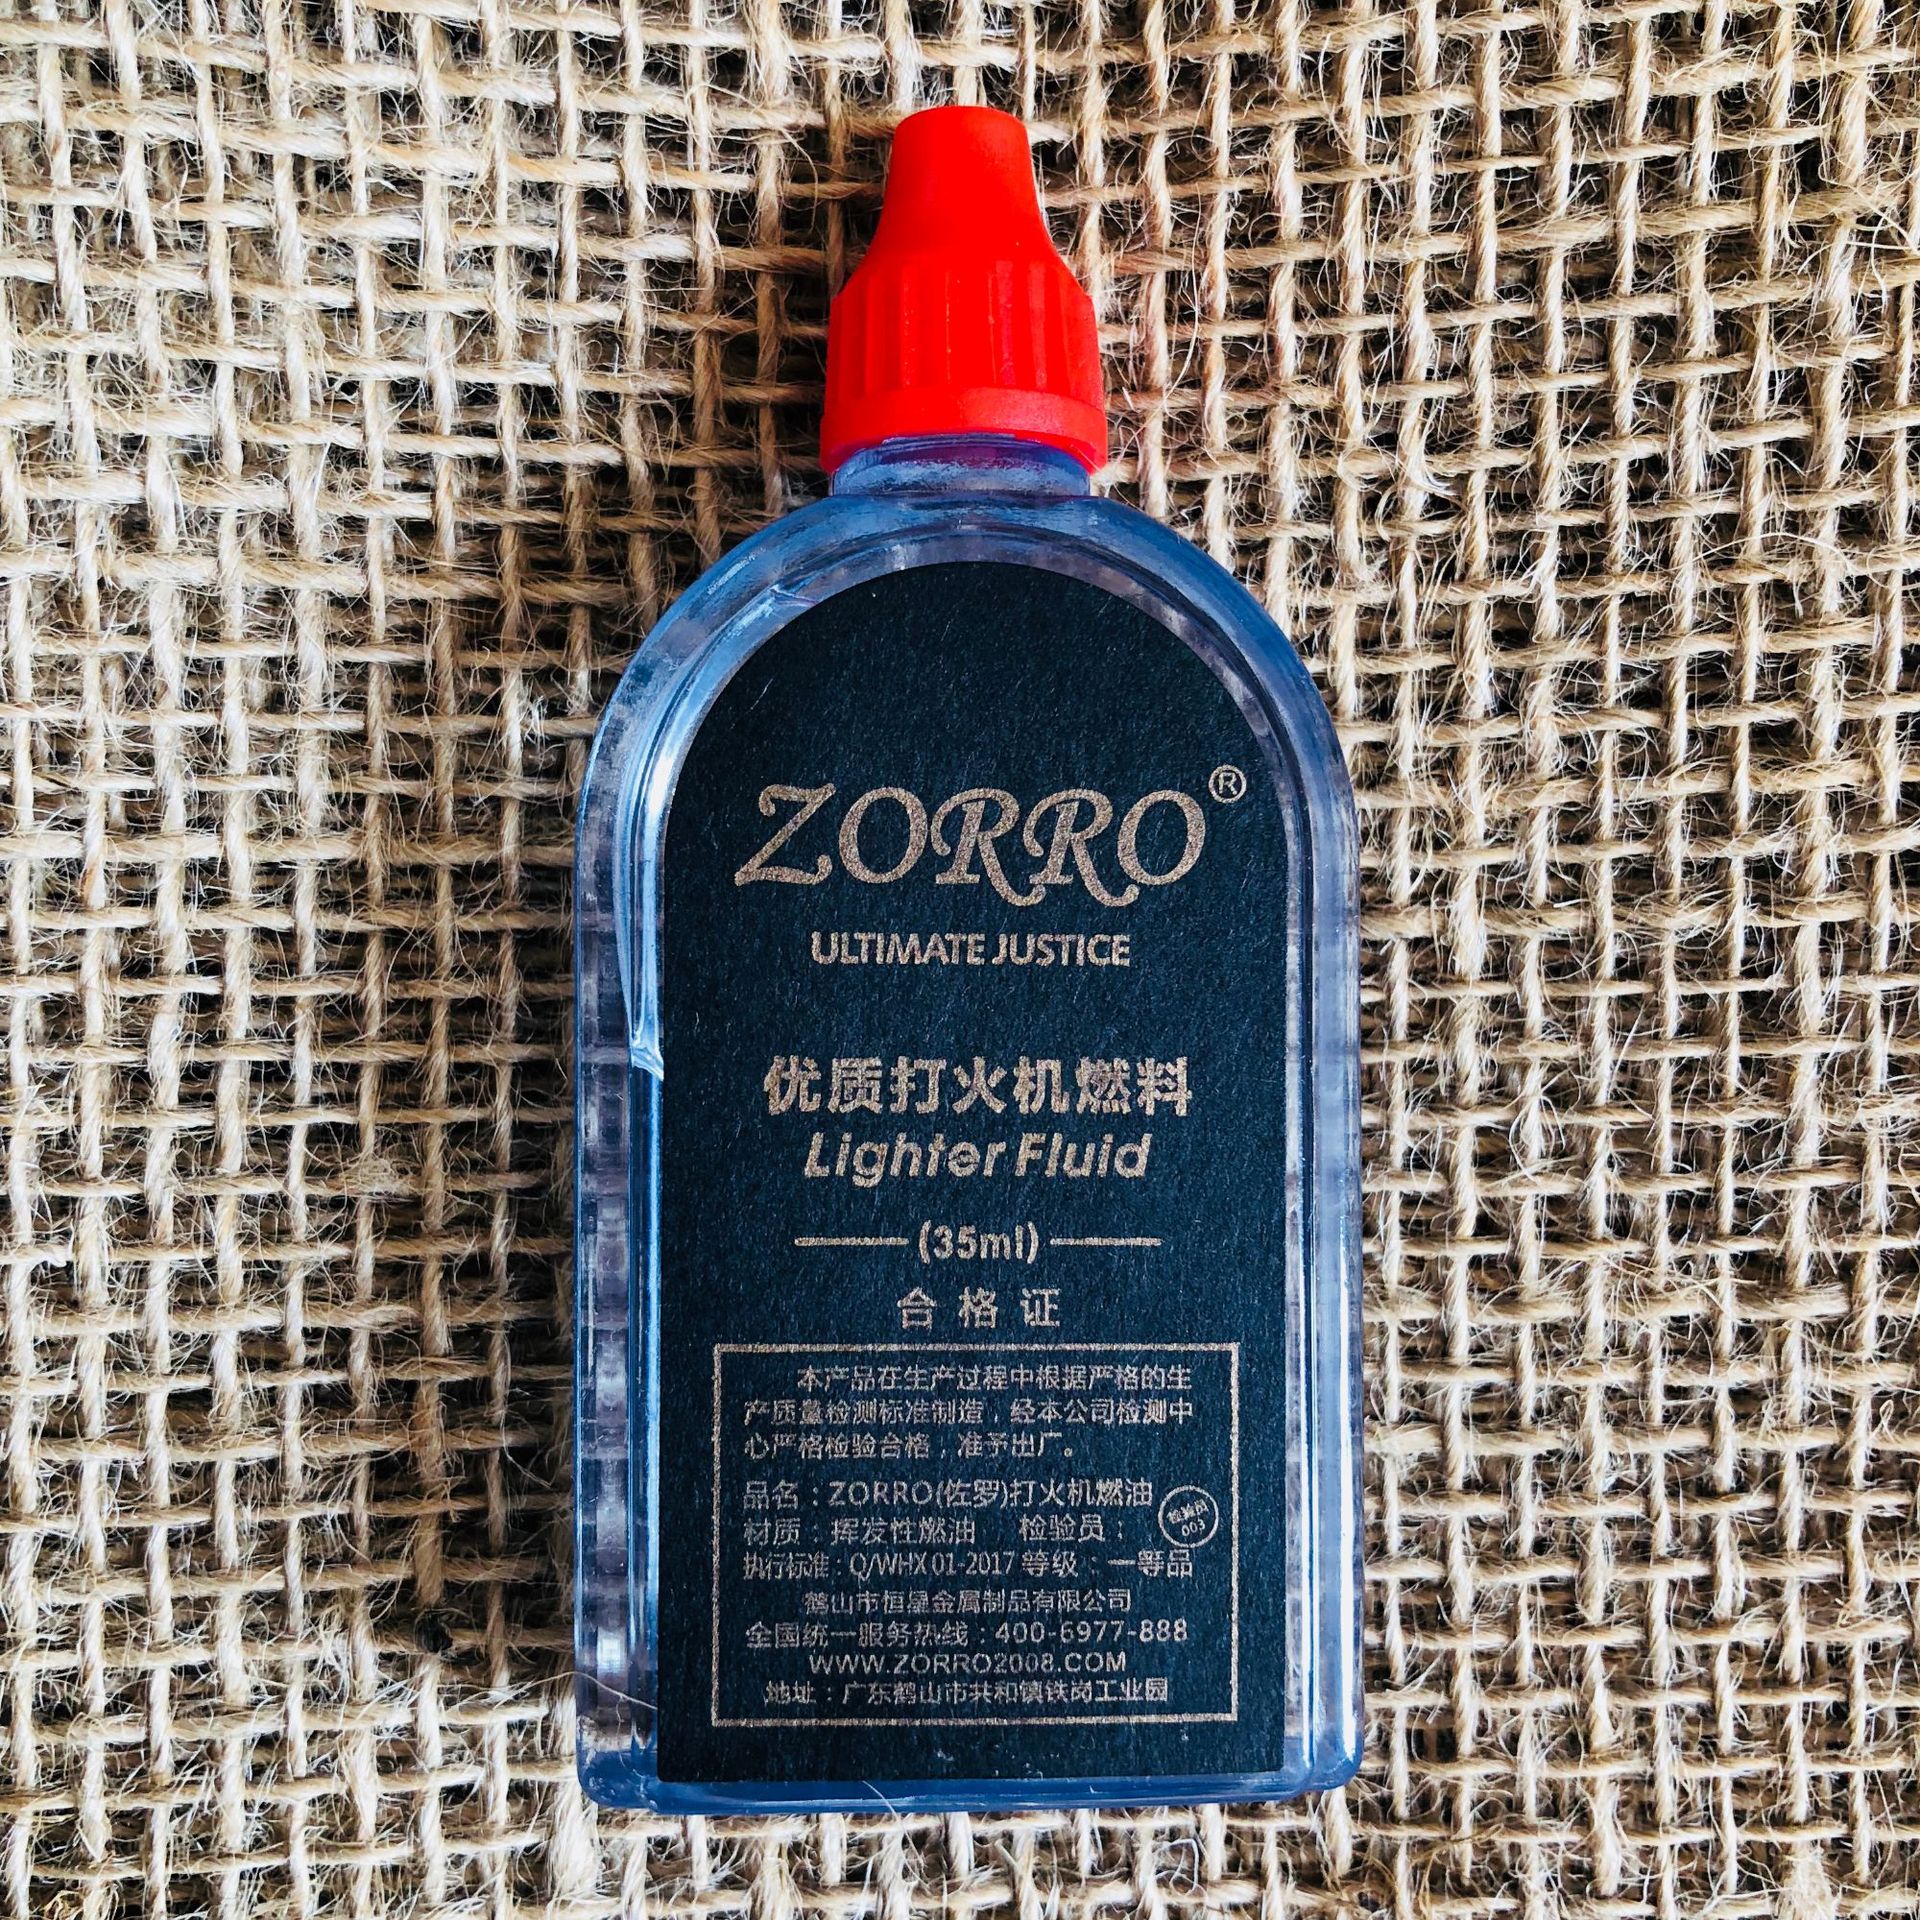 ZORRO®
ULTIMATE JUSTICE
优质打火机燃料
Lighter Fluid
(35ml)
合格证
本产品在生产过程中根据严格的生
产质量检测标准制造，经本公司检测中
心严格检验合格，准予出厂。
品名：ZORRO(佐罗)打火机燃油
材质：挥发性燃油 检验员：
检验员
003
执行标准：Q/WHX 01-2017 等级：一等品
鹤山市恒星金属制品有限公司
全国统一服务热线：400-6977-888
WWW.ZORRO2008.COM
地址：广东鹤山市共和镇铁岗工业园